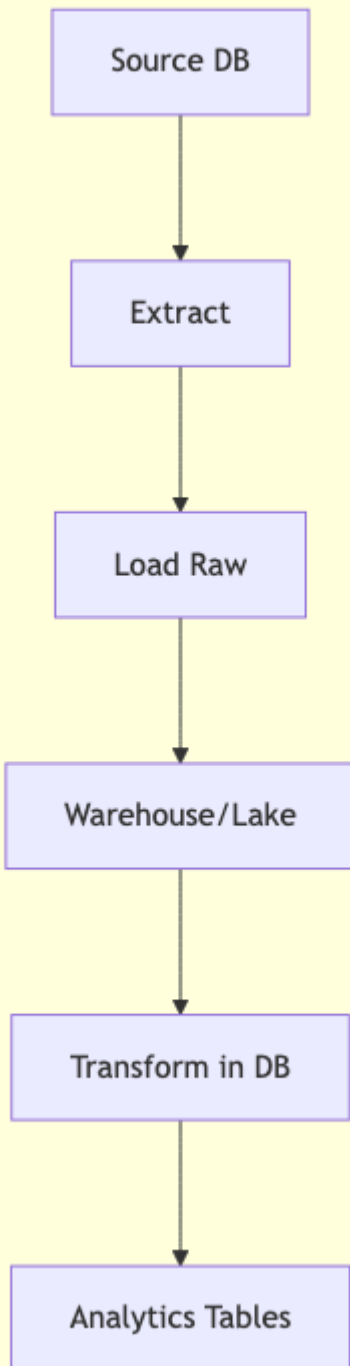 Source DB
Extract
Load Raw
Warehouse/Lake
Transform in DB
Analytics Tables